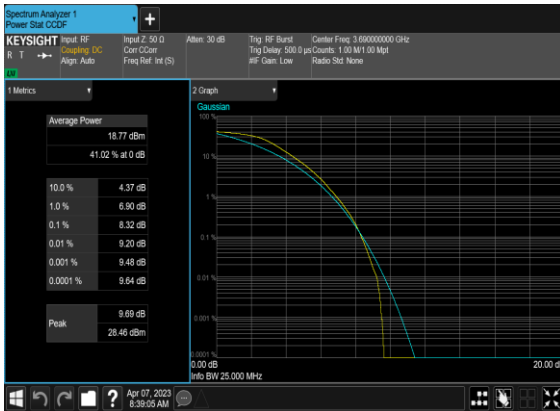 Spectrum Analyzer 1
Power Stat CCDF
KEYSIGHT
R T
LXI
Input: RF
Coupling: DC
Align: Auto
Input Z: 50 Ω
Corr CCorr
Freq Ref: Int (S)
Atten: 30 dB
Trig: RF Burst
Trig Delay: 500.0 µs
#IF Gain: Low
Center Freq: 3.690000000 GHz
Counts: 1.00 M/1.00 Mpt
Radio Std: None
1 Metrics
Average Power
18.77 dBm
41.02 % at 0 dB
10.0 % 4.37 dB
1.0 % 6.90 dB
0.1 % 8.32 dB
0.01 % 9.20 dB
0.001 % 9.48 dB
0.0001 % 9.64 dB
Peak
9.69 dB
28.46 dBm
2 Graph
Gaussian
100 %
10 %
1 %
0.1 %
0.01 %
0.001 %
0.0001 %
0.00 dB
20.00 d
Info BW 25.000 MHz
?
Apr 07, 2023
8:39:05 AM